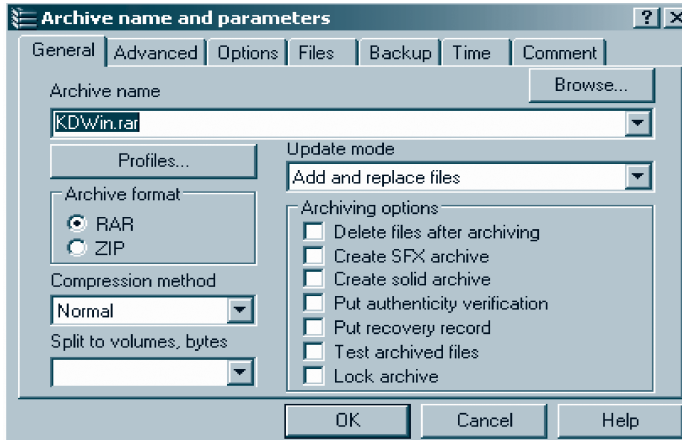 Archive name and parameters
General Advanced Options Files Backup Time Comment
Archive name
Browse...
KDWin.rar
Profiles...
Update mode
Add and replace files
Archive format
RAR
ZIP
Compression method
Normal
Split to volumes, bytes
Archiving options
Delete files after archiving
Create SFX archive
Create solid archive
Put authenticity verification
Put recovery record
Test archived files
Lock archive
OK Cancel Help